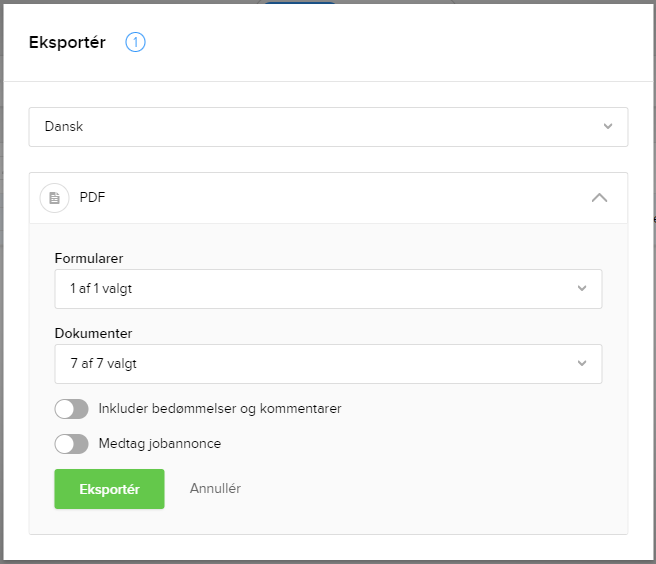 Eksportér 1
Dansk
PDF
Formularer
1 af 1 valgt
Dokumenter
7 af 7 valgt
Inkluder bedømmelser og kommentarer
Medtag jobannonce
Eksportér Annullér